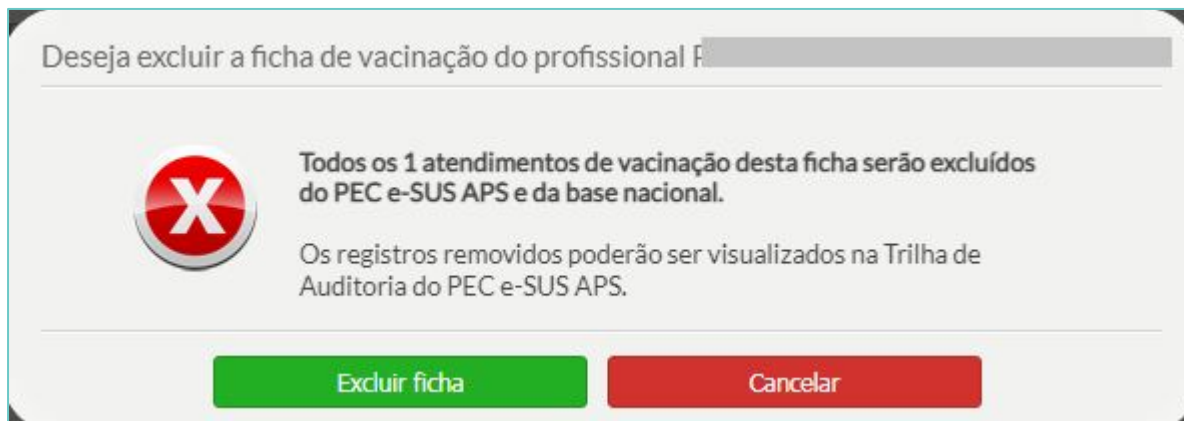 Deseja excluir a ficha de vacinação do profissional
Todos os 1 atendimentos de vacinação desta ficha serão excluídos
do PEC e-SUS APS e da base nacional.
Os registros removidos poderão ser visualizados na Trilha de
Auditoria do PEC e-SUS APS.
Excluir ficha
Cancelar